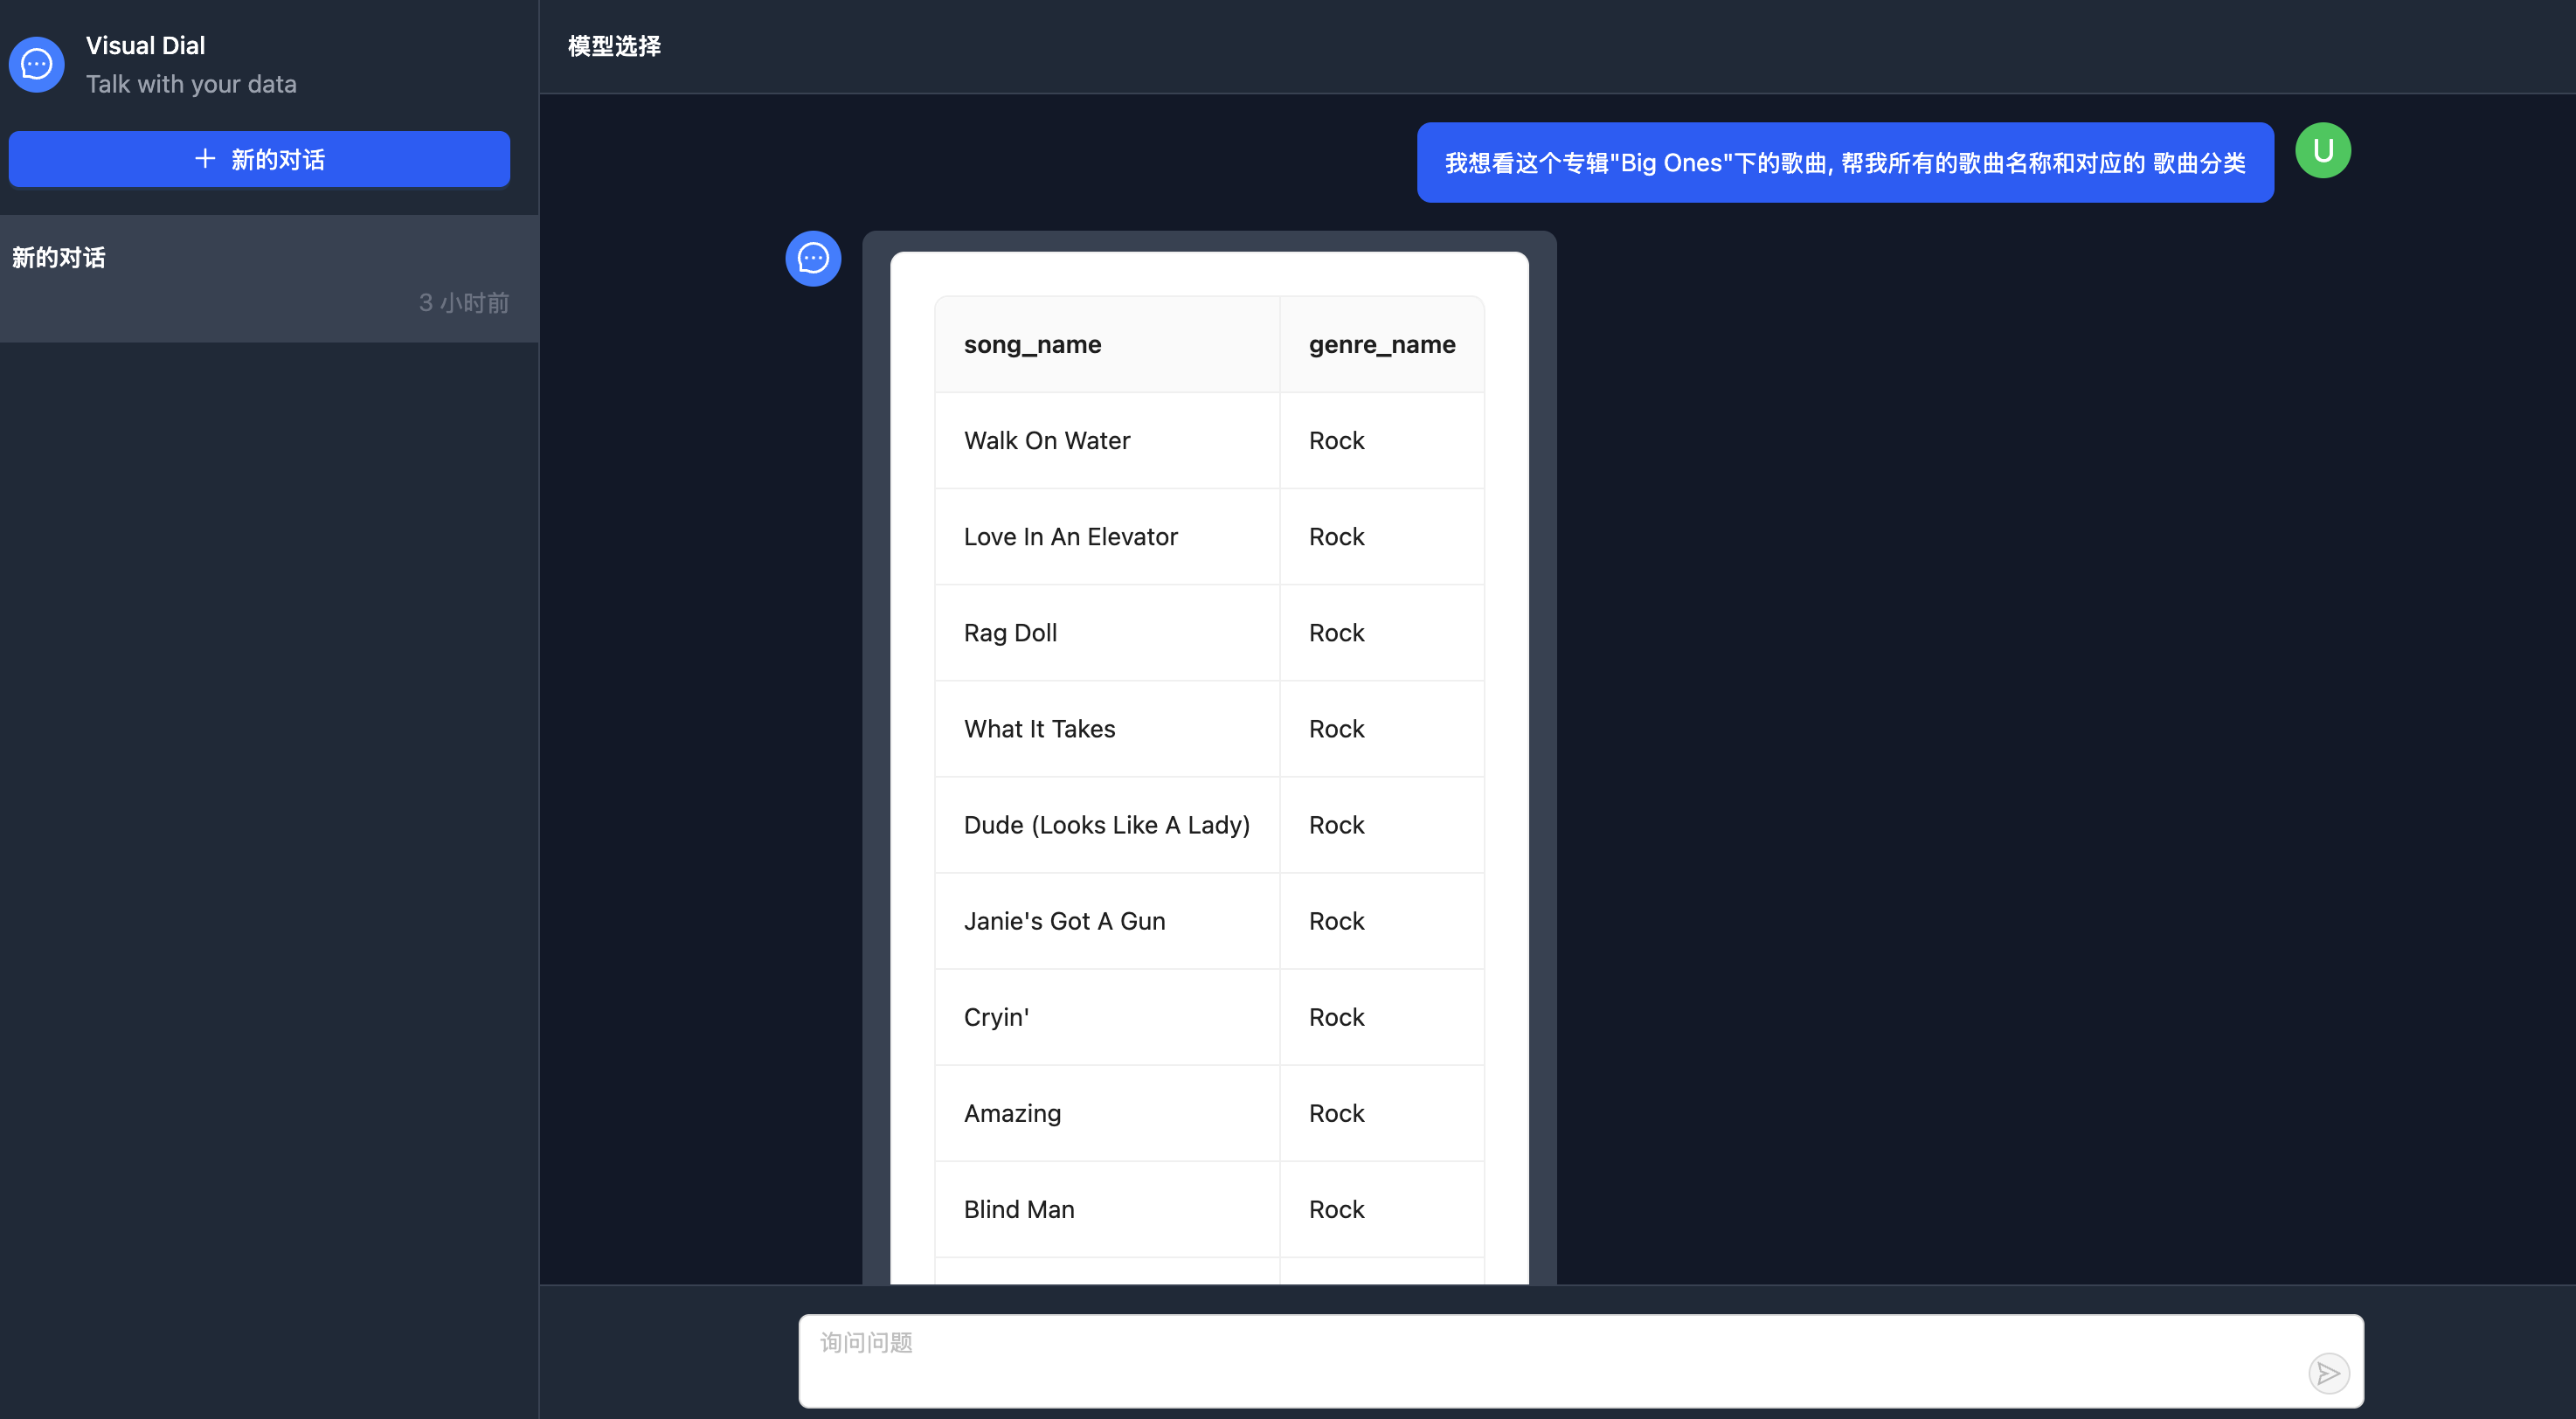 Visual Dial
Talk with your data
新的对话
新的对话
3 小时前
模型选择
我想看这个专辑"Big Ones"下的歌曲, 帮我所有的歌曲名称和对应的 歌曲分类
U
song_name genre_name
Walk On Water Rock
Love In An Elevator Rock
Rag Doll Rock
What It Takes Rock
Dude (Looks Like A Lady) Rock
Janie's Got A Gun Rock
Cryin' Rock
Amazing Rock
Blind Man Rock
询问问题